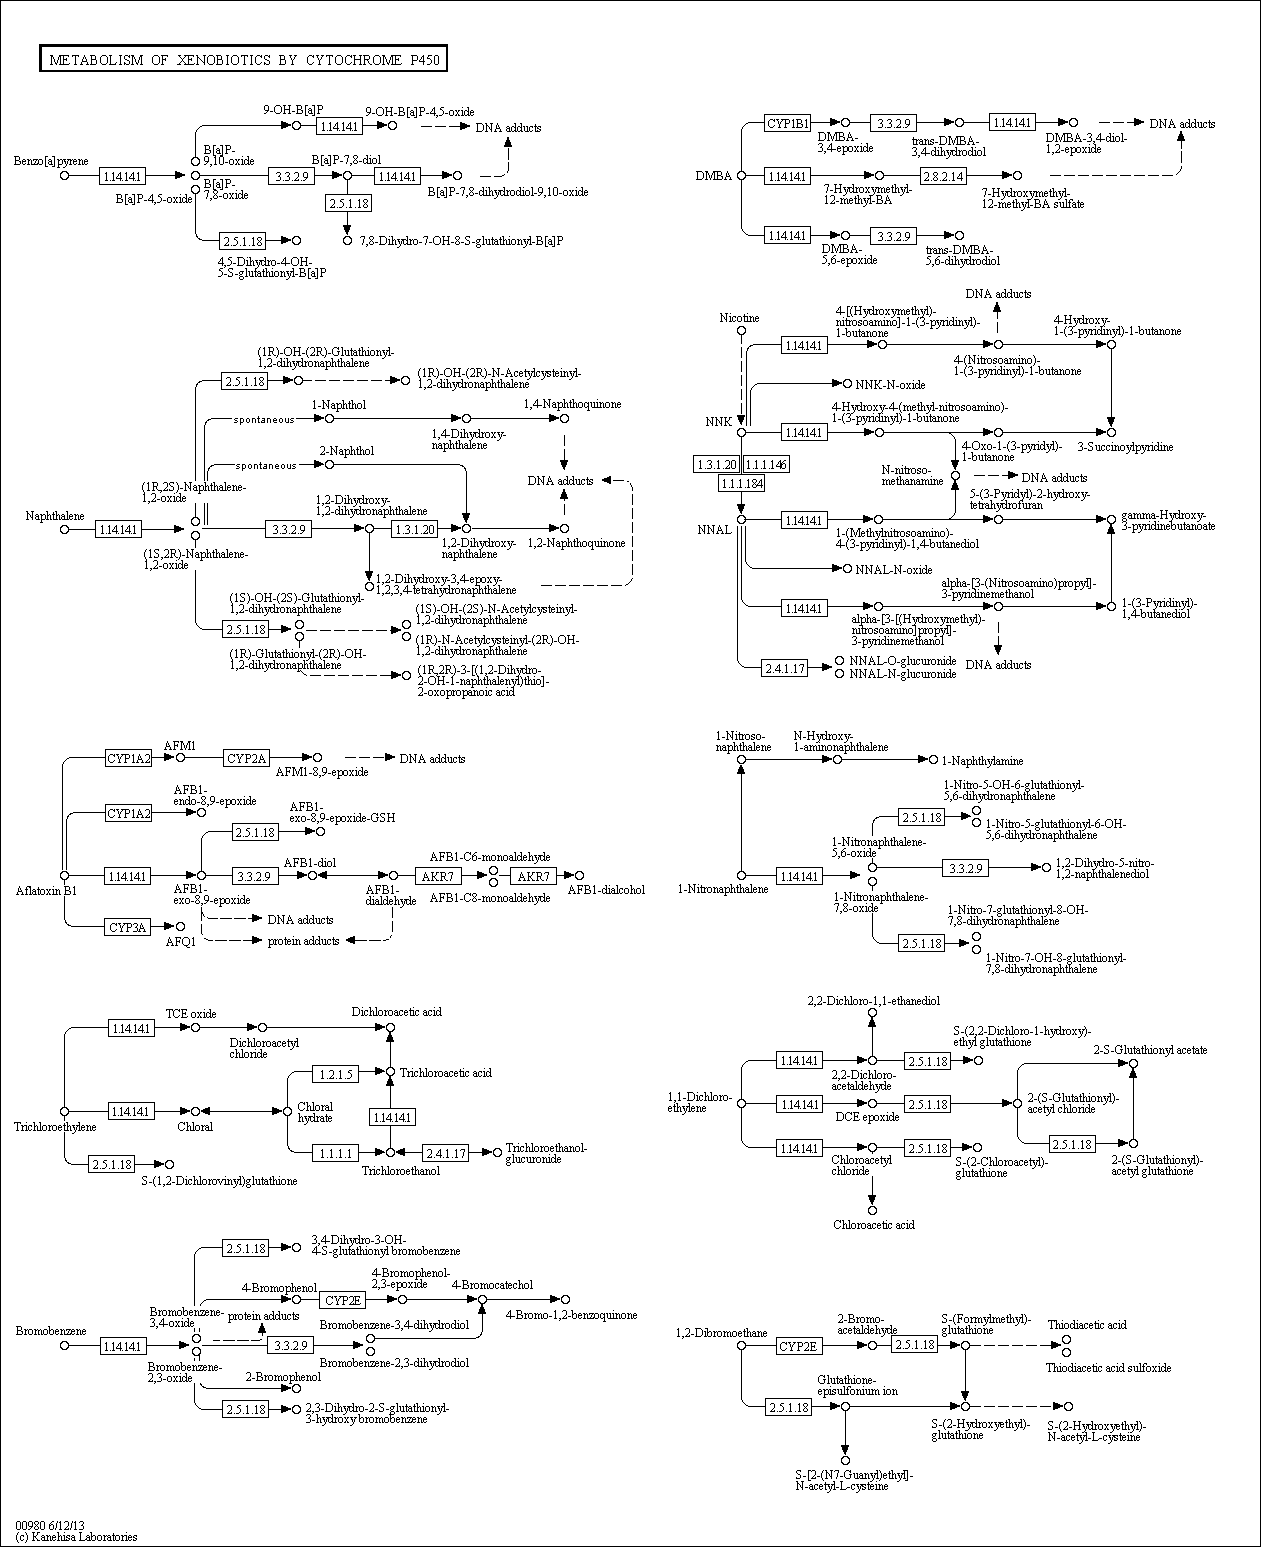 METABOLISM OF XENOBIOTICS BY CYTOCHROME P450
9-OH-B[a]P
1.14.14.1
9-OH-B[a]P-4,5-oxide
DNA adducts
Benzo[a]pyrene
1.14.14.1
B[a]P-
9,10-oxide
B[a]P-4,5-oxide
B[a]P-
7,8-oxide
3.3.2.9
B[a]P-7,8-diol
1.14.14.1
B[a]P-7,8-dihydrodiol-9,10-oxide
2.5.1.18
7,8-Dihydro-7-OH-8-S-glutathionyl-B[a]P
2.5.1.18
4,5-Dihydro-4-OH-
5-S-glufathionyl-B[a]P
DMBA
CYP1B1
DMBA-
3,4-epoxide
3.3.2.9
trans-DMBA-
3,4-dihydrodiol
1.14.14.1
DMBA-3,4-diol-
1,2-epoxide
DNA adducts
1.14.14.1
7-Hydroxymethyl-
12-methyl-BA
2.8.2.14
7-Hydroxymethyl-
12-methyl-BA sulfate
1.14.14.1
DMBA-
5,6-epoxide
3.3.2.9
trans-DMBA-
5,6-dihydrodiol
(1R)-OH-(2R)-Glutathionyl-
1,2-dihydronaphthalene
2.5.1.18
(1R)-OH-(2R)-N-Acetylcysteinyl-
1,2-dihydronaphthalene
spontaneous
1-Naphthol
1,4-Dihydroxy-
naphthalene
1,4-Naphthoquinone
spontaneous
2-Naphthol
DNA adducts
(1R,2S)-Naphthalene-
1,2-oxide
Naphthalene
1.14.14.1
(1S,2R)-Naphthalene-
1,2-oxide
3.3.2.9
1,2-Dihydroxy-
1,2-dihydronaphthalene
1.3.1.20
1,2-Dihydroxy-
naphthalene
1,2-Naphthoquinone
1,2-Dihydroxy-3,4-epoxy-
1,2,3,4-tetrahydronaphthalene
(1S)-OH-(2S)-Glutathionyl-
1,2-dihydronaphthalene
2.5.1.18
(1R)-Glutathionyl-(2R)-OH-
1,2-dihydronaphthalene
(1S)-OH-(2S)-N-Acetylcysteinyl-
1,2-dihydronaphthalene
(1R)-N-Acetylcysteinyl-(2R)-OH-
1,2-dihydronaphthalene
(1R,2R)-3-[(1,2-Dihydro-
2-OH-1-naphthalenyl)thio]-
2-oxopropanoic acid
Nicotine
1.14.14.1
4-[(Hydroxymethyl)-
nitrosoamino]-1-(3-pyridinyl)-
1-butanone
DNA adducts
4-(Nitrosoamino)-
1-(3-pyridinyl)-1-butanone
4-Hydroxy-
1-(3-pyridinyl)-1-butanone
NNK-N-oxide
NNK
1.14.14.1
4-Hydroxy-4-(methyl-nitrosoamino)-
1-(3-pyridinyl)-1-butanone
4-Oxo-1-(3-pyridyl)-
1-butanone
3-Succinoylpyridine
1.3.1.20
1.1.1.146
1.1.1.184
N-nitroso-
methanamine
DNA adducts
NNAL
1.14.14.1
1-(Methylnitrosoamino)-
4-(3-pyridinyl)-1,4-butanediol
5-(3-Pyridyl)-2-hydroxy-
tetrahydrofuran
gamma-Hydroxy-
3-pyridinebutanoate
NNAL-N-oxide
1.14.14.1
alpha-[3-[(Hydroxymethyl)-
nitrosoamino]propyl]-
3-pyridinemethanol
alpha-[3-(Nitrosoamino)propyl]-
3-pyridinemethanol
1-(3-Pyridinyl)-
1,4-butanediol
DNA adducts
2.4.1.17
NNAL-O-glucuronide
NNAL-N-glucuronide
CYP1A2
AFM1
CYP2A
AFM1-8,9-epoxide
DNA adducts
CYP1A2
AFB1-
endo-8,9-epoxide
AFB1-
exo-8,9-epoxide-GSH
2.5.1.18
Aflatoxin B1
1.14.14.1
AFB1-
exo-8,9-epoxide
3.3.2.9
AFB1-diol
AFB1-
dialdehyde
AKR7
AFB1-C6-monoaldehyde
AFB1-C8-monoaldehyde
AKR7
AFB1-dialcohol
CYP3A
AFQ1
DNA adducts
protein adducts
1-Nitroso-
naphthalene
N-Hydroxy-
1-aminonaphthalene
1-Naphthylamine
1-Nitro-5-OH-6-glutathionyl-
5,6-dihydronaphthalene
2.5.1.18
1-Nitro-5-glutathionyl-6-OH-
5,6-dihydronaphthalene
1-Nitronaphthalene-
5,6-oxide
1-Nitronaphthalene
1.14.14.1
3.3.2.9
1,2-Dihydro-5-nitro-
1,2-naphthalenediol
1-Nitronaphthalene-
7,8-oxide
1-Nitro-7-glutathionyl-8-OH-
7,8-dihydronaphthalene
2.5.1.18
1-Nitro-7-OH-8-glutathionyl-
7,8-dihydronaphthalene
1.14.14.1
TCE oxide
Dichloroacetyl
chloride
Dichloroacetic acid
1.2.1.5
Trichloroacetic acid
Trichloroethylene
1.14.14.1
Chloral
Chloral
hydrate
1.14.14.1
1.1.1.1
Trichloroethanol
2.4.1.17
Trichloroethanol-
glucuronide
2.5.1.18
S-(1,2-Dichlorovinyl)glutathione
2,2-Dichloro-1,1-ethanediol
1.14.14.1
2,2-Dichloro-
acetaldehyde
2.5.1.18
S-(2,2-Dichloro-1-hydroxy)-
ethyl glutathione
2-S-Glutathionyl acetate
1,1-Dichloro-
ethylene
1.14.14.1
DCE epoxide
2.5.1.18
2-(S-Glutathionyl)-
acetyl chloride
1.14.14.1
Chloroacetyl
chloride
2.5.1.18
S-(2-Chloroacetyl)-
glutathione
2.5.1.18
2-(S-Glutathionyl)-
acetyl glutathione
Chloroacetic acid
2.5.1.18
3,4-Dihydro-3-OH-
4-S-glutathionyl bromobenzene
4-Bromophenol
CYP2E
4-Bromophenol-
2,3-epoxide
4-Bromocatechol
4-Bromo-1,2-benzoquinone
Bromobenzene-
3,4-oxide
protein adducts
Bromobenzene
1.14.14.1
3.3.2.9
Bromobenzene-3,4-dihydrodiol
Bromobenzene-2,3-dihydrodiol
Bromobenzene-
2,3-oxide
2-Bromophenol
2.5.1.18
2,3-Dihydro-2-S-glutathionyl-
3-hydroxy bromobenzene
1,2-Dibromoethane
CYP2E
2-Bromo-
acetaldehyde
2.5.1.18
S-(Formylmethyl)-
glutathione
Thiodiacetic acid
Thiodiacetic acid sulfoxide
2.5.1.18
Glutathione-
episulfonium ion
S-(2-Hydroxyethyl)-
glutathione
S-(2-Hydroxyethyl)-
N-acetyl-L-cysteine
S-[2-(N7-Guanyl)ethyl]-
N-acetyl-L-cysteine
00980 6/12/13
(c) Kanehisa Laboratories